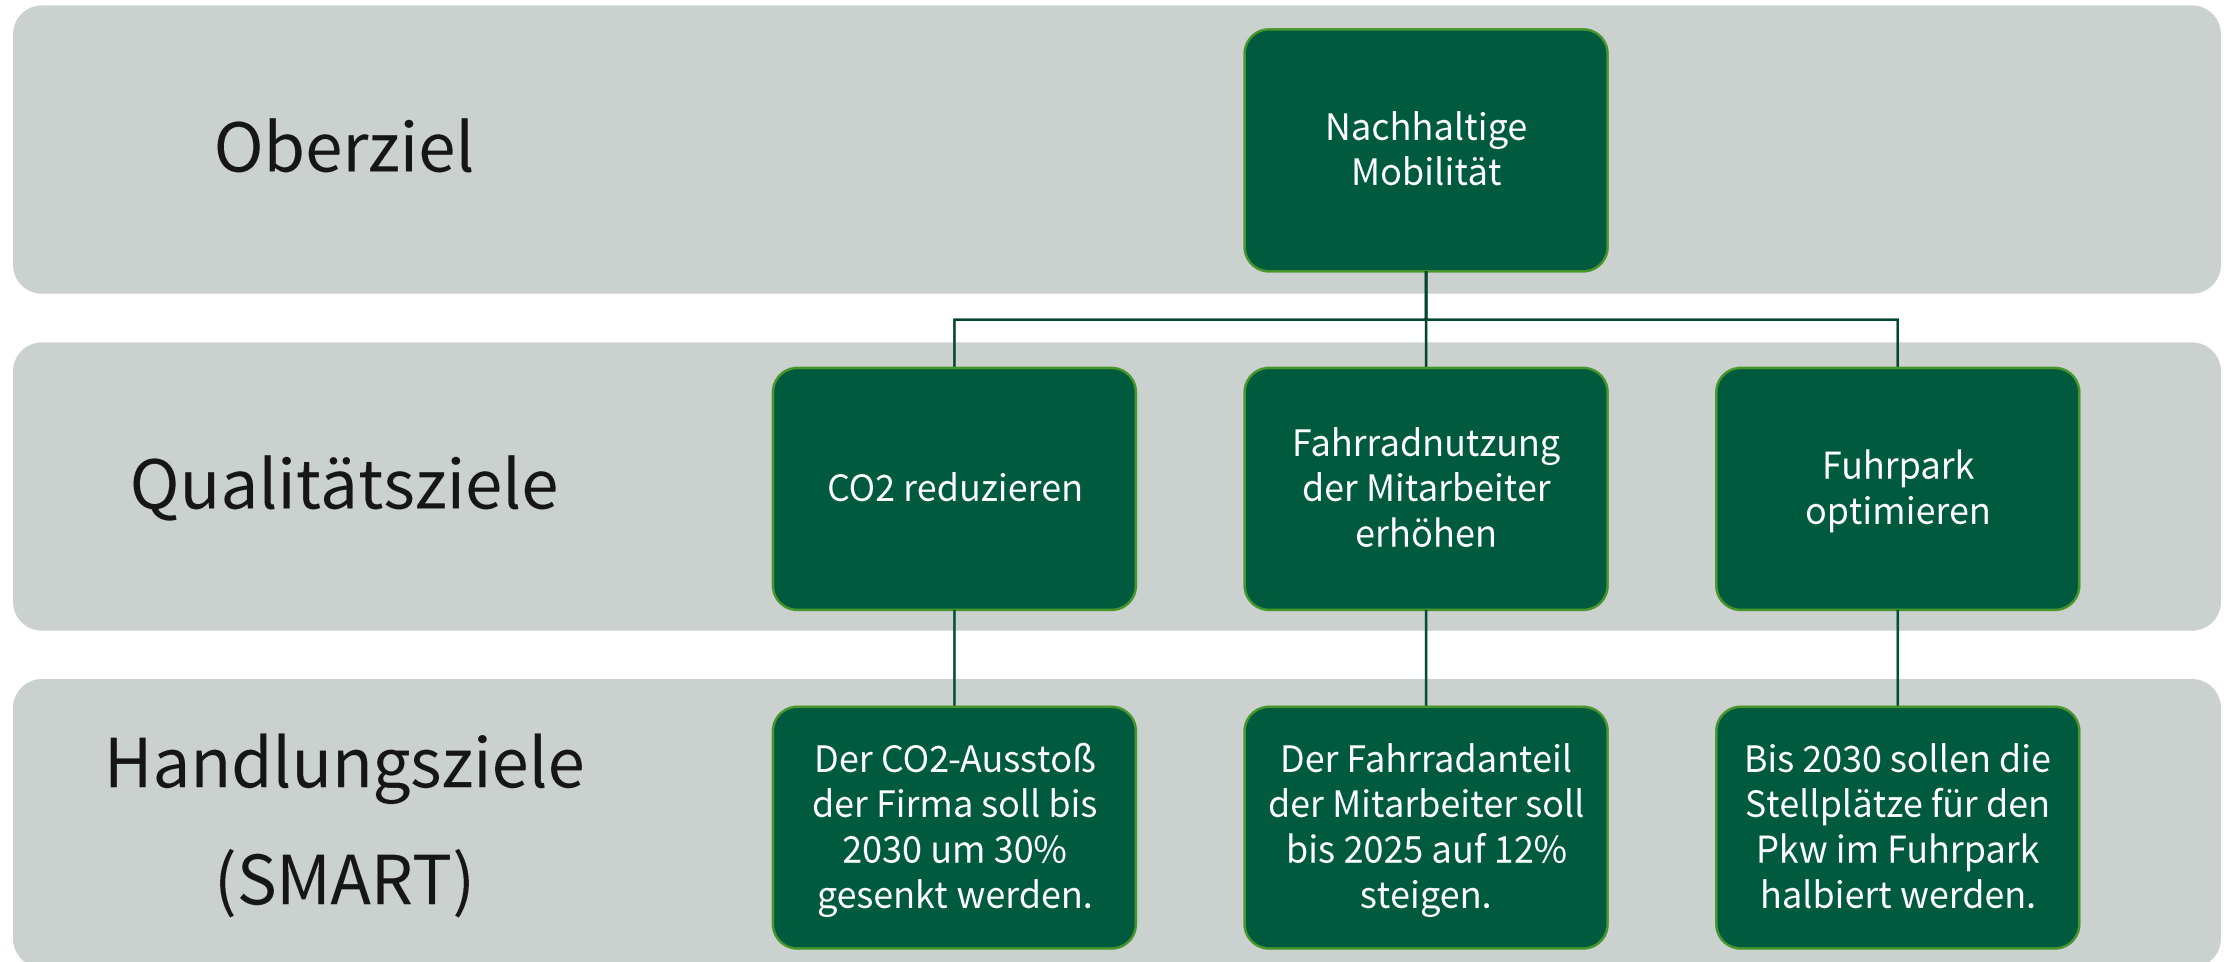 Oberziel
Nachhaltige
Mobilität
Qualitätsziele
CO2 reduzieren
Fahrradnutzung
der Mitarbeiter
erhöhen
Fuhrpark
optimieren
Handlungsziele
(SMART)
Der CO2-Ausstoß
der Firma soll bis
2030 um 30%
gesenkt werden.
Der Fahrradanteil
der Mitarbeiter soll
bis 2025 auf 12%
steigen.
Bis 2030 sollen die
Stellplätze für den
Pkw im Fuhrpark
halbiert werden.